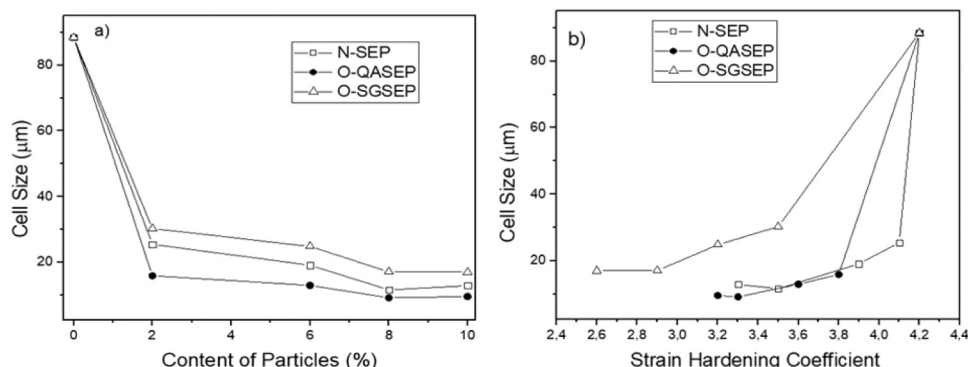 a)
N-SEP
O-QASEP
O-SGSEP
80
60
40
20
Cell Size (μm)
0 2 4 6 8 10
Content of Particles (%)
b)
N-SEP
O-QASEP
O-SGSEP
80
60
40
20
Cell Size (μm)
2,4 2,6 2,8 3,0 3,2 3,4 3,6 3,8 4,0 4,2 4,4
Strain Hardening Coefficient